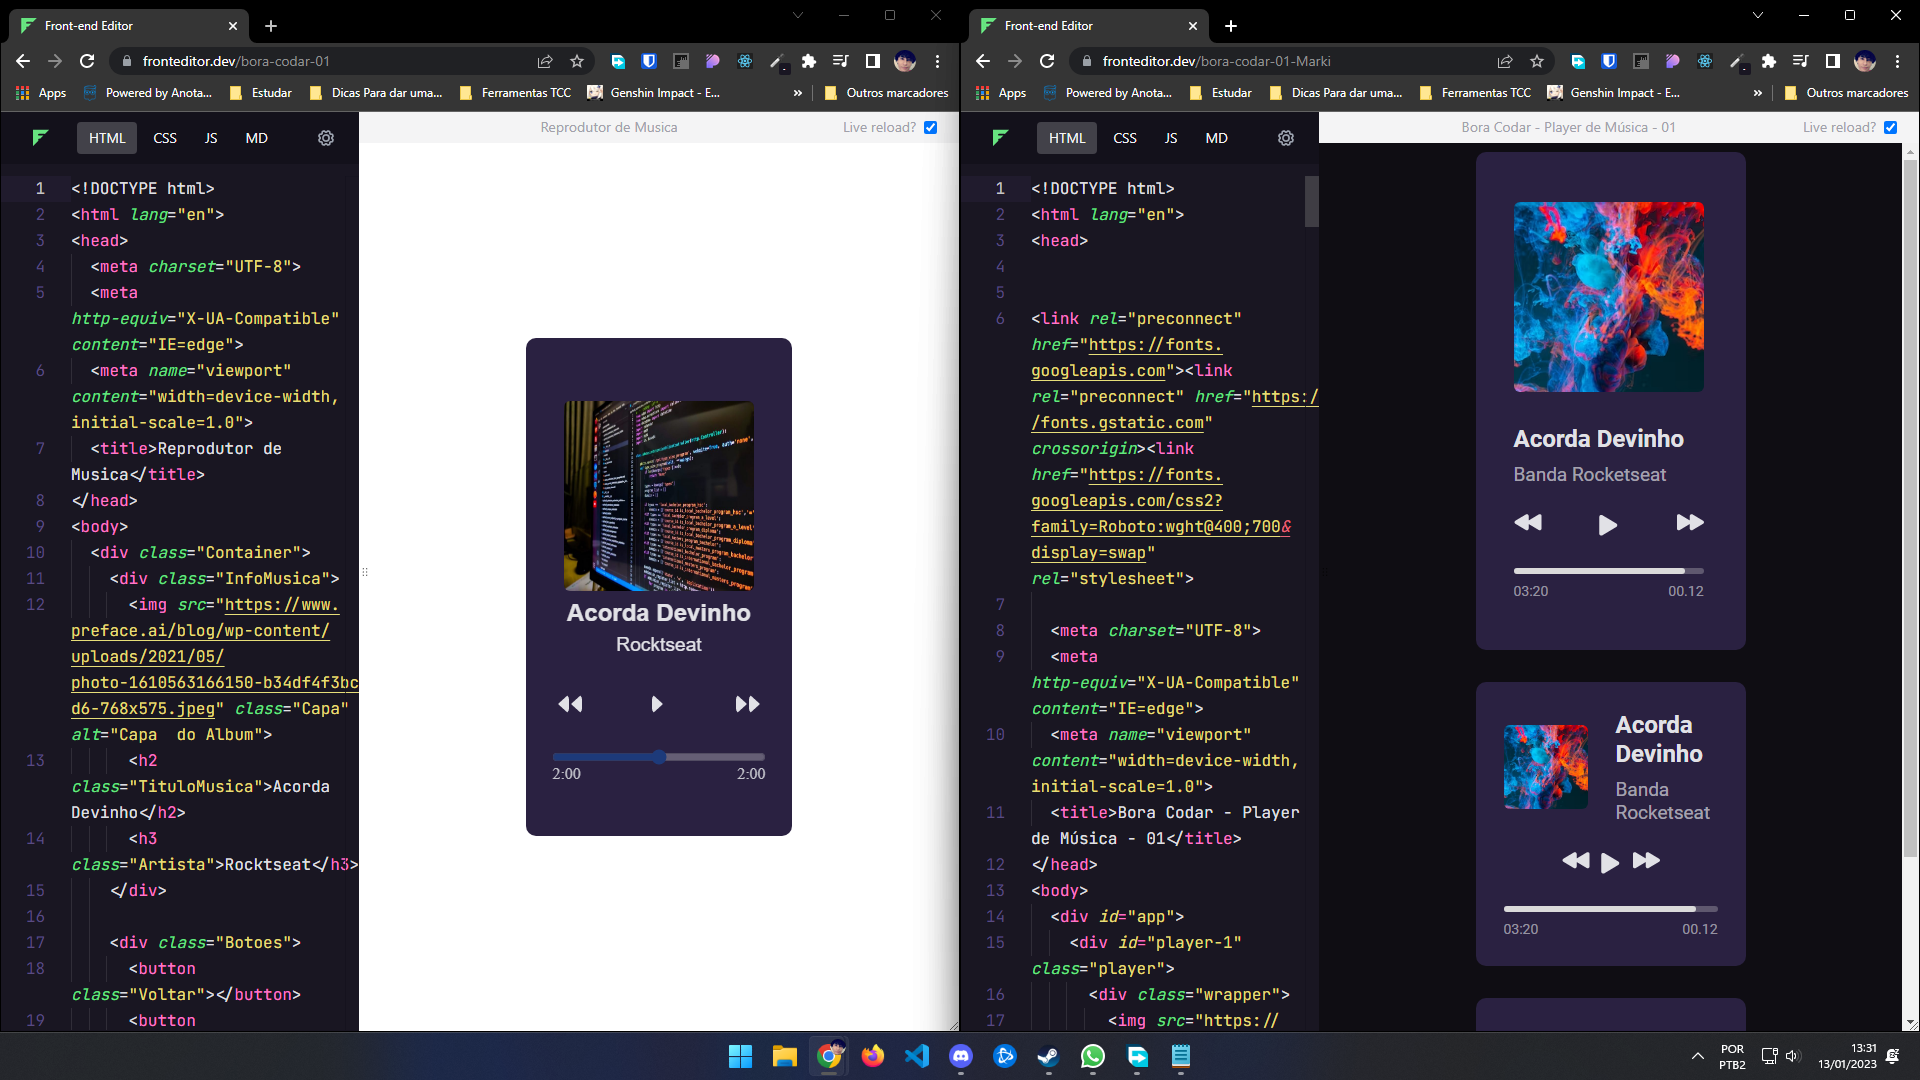 Front-end Editor
fronteditor.dev/bora-codar-01
Apps
Powered by Anota...
Estudar
Dicas Para dar uma...
Ferramentas TCC
Genshin Impact - E...
»
Outros marcadores
HTML
CSS
JS
MD
Reprodutor de Musica
Live reload?
1 <!DOCTYPE html>
2 <html lang="en">
3 <head>
4 <meta charset="UTF-8">
5 <meta
http-equiv="X-UA-Compatible"
content="IE=edge">
6 <meta name="viewport"
content="width=device-width,
initial-scale=1.0">
7 <title>Reprodutor de
Musica</title>
8 </head>
9 <body>
10 <div class="Container">
11 <div class="InfoMusica">
12 <img src="https://www.
preface.ai/blog/wp-content/
uploads/2021/05/
photo-1610563166150-b34df4f3bc
d6-768x575.jpeg" class="Capa"
alt="Capa  do Album">
13 <h2
class="TituloMusica">Acorda
Devinho</h2>
14 <h3
class="Artista">Rocktseat</h3>
15 </div>
16
17 <div class="Botoes">
18 <button
class="Voltar"></button>
19 <button
Acorda Devinho
Rocktseat
2:00
2:00
Front-end Editor
fronteditor.dev/bora-codar-01-Marki
Apps
Powered by Anota...
Estudar
Dicas Para dar uma...
Ferramentas TCC
Genshin Impact - E...
»
Outros marcadores
HTML
CSS
JS
MD
Bora Codar - Player de Música - 01
Live reload?
1 <!DOCTYPE html>
2 <html lang="en">
3 <head>
4
5
6 <link rel="preconnect"
href="https://fonts.
googleapis.com"><link
rel="preconnect" href="https:/
/fonts.gstatic.com"
crossorigin><link
href="https://fonts.
googleapis.com/css2?
family=Roboto:wght@400;700&
display=swap"
rel="stylesheet">
7
8 <meta charset="UTF-8">
9 <meta
http-equiv="X-UA-Compatible"
content="IE=edge">
10 <meta name="viewport"
content="width=device-width,
initial-scale=1.0">
11 <title>Bora Codar - Player
de Música - 01</title>
12 </head>
13 <body>
14 <div id="app">
15 <div id="player-1"
class="player">
16 <div class="wrapper">
17 <img src="https://
Acorda Devinho
Banda Rocketseat
03:20
00.12
Acorda
Devinho
Banda
Rocketseat
03:20
00.12
POR
PTB2
13:31
13/01/2023